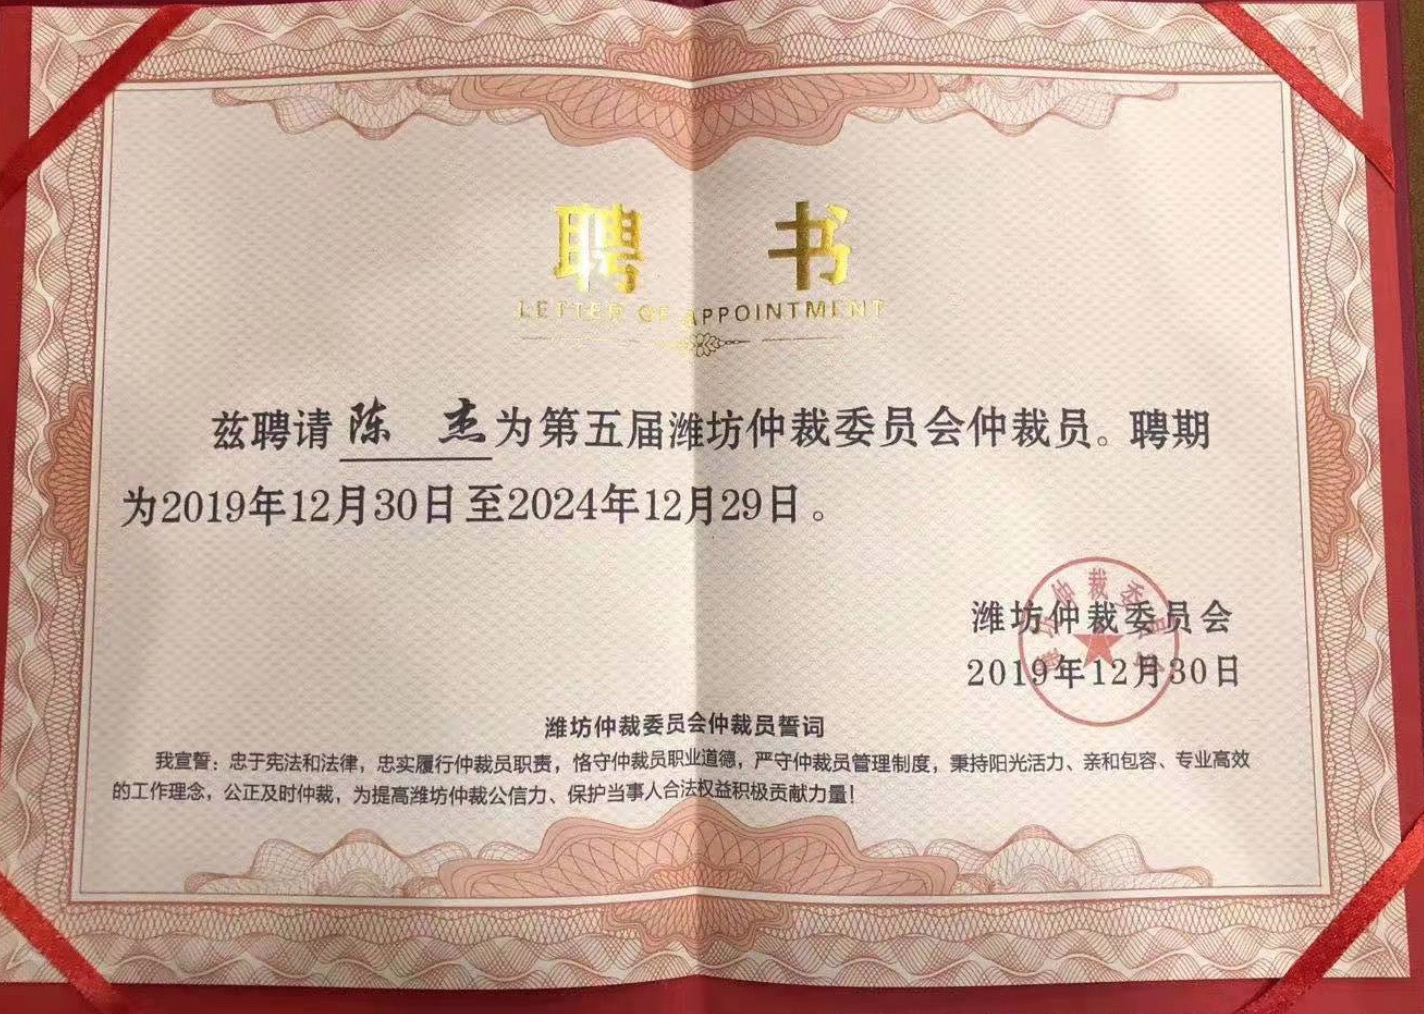 聘 书
LETTER OF APPOINTMENT
兹聘请 陈 杰 为第五届潍坊仲裁委员会仲裁员。聘期
为2019年12月30日至2024年12月29日。
潍坊仲裁委员会
2019年12月30日
潍坊仲裁委员会
潍坊仲裁委员会仲裁员誓词
我宣誓：忠于宪法和法律，忠实履行仲裁员职责，恪守仲裁员职业道德，严守仲裁员管理制度，秉持阳光活力、亲和包容、专业高效
的工作理念，公正及时仲裁，为提高潍坊仲裁公信力、保护当事人合法权益积极贡献力量！